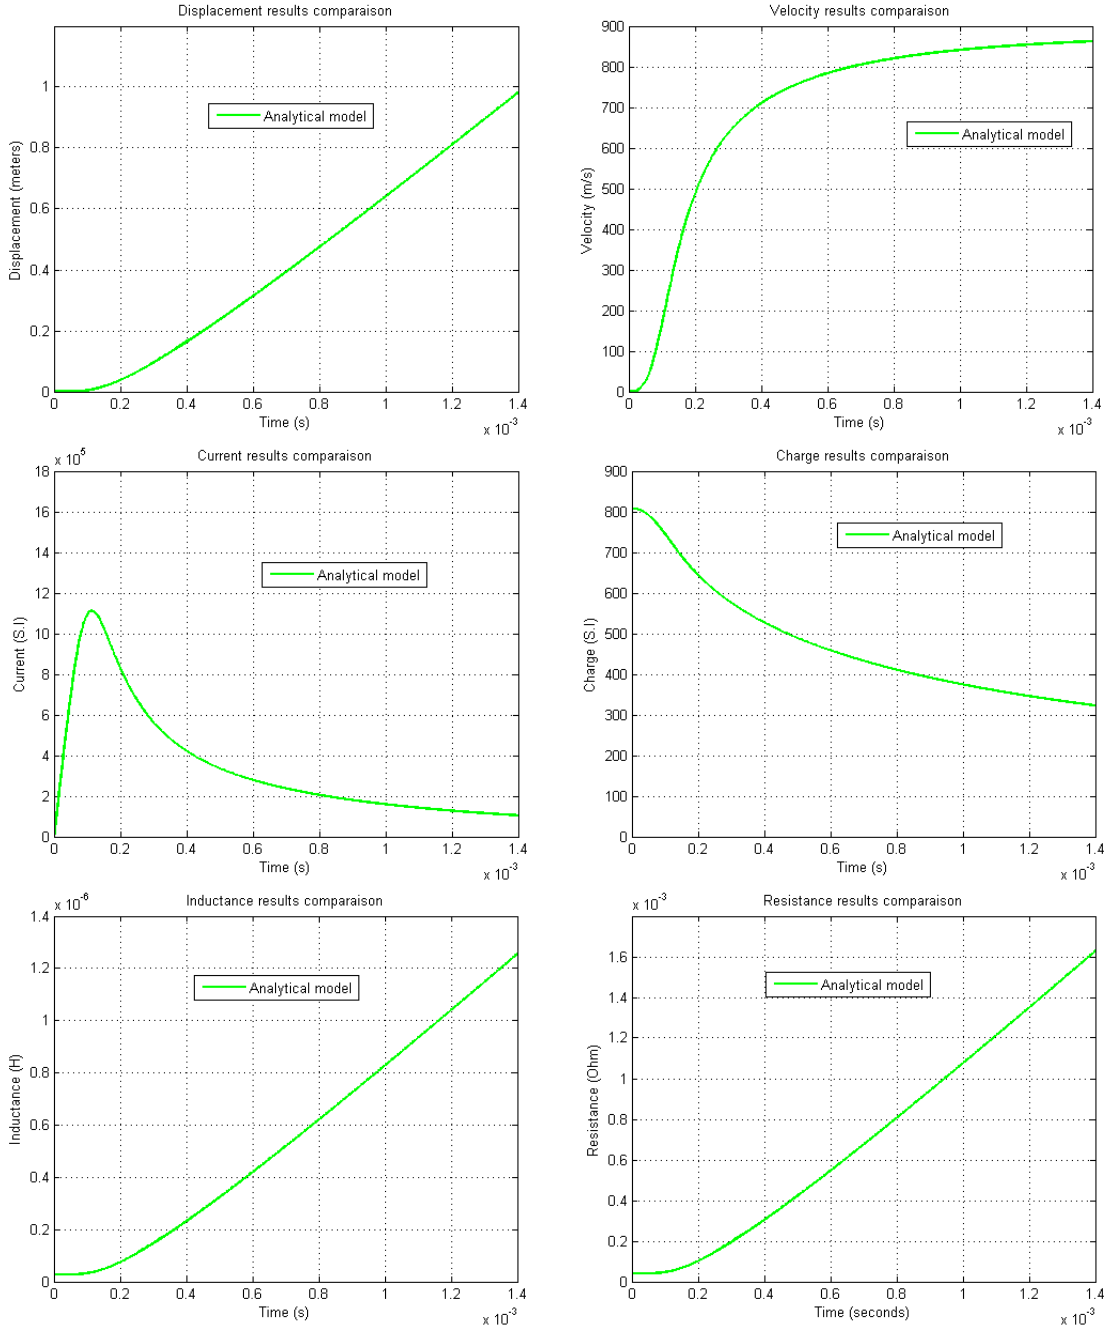 Displacement results comparaison
Displacement (meters)
1
0.8
0.6
0.4
0.2
0
Analytical model
0 0.2 0.4 0.6 0.8 1 1.2 1.4
Time (s)
x 10⁻³
Velocity results comparaison
Velocity (m/s)
900
800
700
600
500
400
300
200
100
0
Analytical model
0 0.2 0.4 0.6 0.8 1 1.2 1.4
Time (s)
x 10⁻³
Current results comparaison
x 10⁵
Current (S.I)
18
16
14
12
10
8
6
4
2
0
Analytical model
0 0.2 0.4 0.6 0.8 1 1.2 1.4
Time (s)
x 10⁻³
Charge results comparaison
Charge (S.I)
900
800
700
600
500
400
300
200
100
0
Analytical model
0 0.2 0.4 0.6 0.8 1 1.2 1.4
Time (s)
x 10⁻³
Inductance results comparaison
x 10⁻⁶
Inductance (H)
1.4
1.2
1
0.8
0.6
0.4
0.2
0
Analytical model
0 0.2 0.4 0.6 0.8 1 1.2 1.4
Time (s)
x 10⁻³
Resistance results comparaison
x 10⁻³
Resistance (Ohm)
1.6
1.4
1.2
1
0.8
0.6
0.4
0.2
0
Analytical model
0 0.2 0.4 0.6 0.8 1 1.2 1.4
Time (seconds)
x 10⁻³